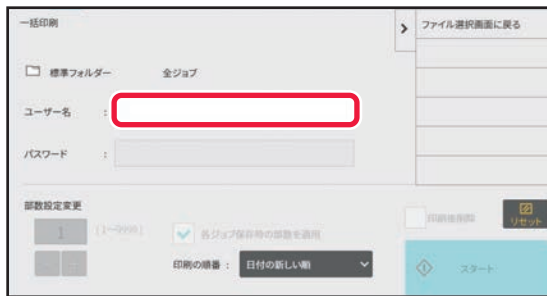 一括印刷
ファイル選択画面に戻る
標準フォルダー 全ジョブ
ユーザー名 :
パスワード :
部数設定変更
1 (1～9999)
各ジョブ保存時の部数を適用
印刷の順番 : 日付の新しい順
印刷後削除
リセット
スタート